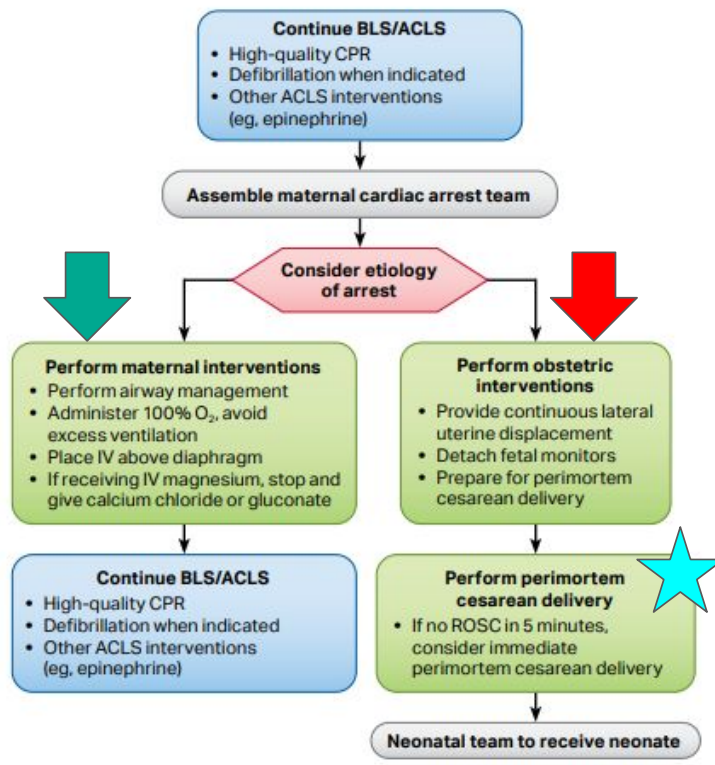 Continue BLS/ACLS
• High-quality CPR
• Defibrillation when indicated
• Other ACLS interventions
(eg, epinephrine)
Assemble maternal cardiac arrest team
Consider etiology
of arrest
Perform maternal interventions
• Perform airway management
• Administer 100% O₂, avoid
excess ventilation
• Place IV above diaphragm
• If receiving IV magnesium, stop and
give calcium chloride or gluconate
Perform obstetric
interventions
• Provide continuous lateral
uterine displacement
• Detach fetal monitors
• Prepare for perimortem
cesarean delivery
Continue BLS/ACLS
• High-quality CPR
• Defibrillation when indicated
• Other ACLS interventions
(eg, epinephrine)
Perform perimortem
cesarean delivery
• If no ROSC in 5 minutes,
consider immediate
perimortem cesarean delivery
Neonatal team to receive neonate